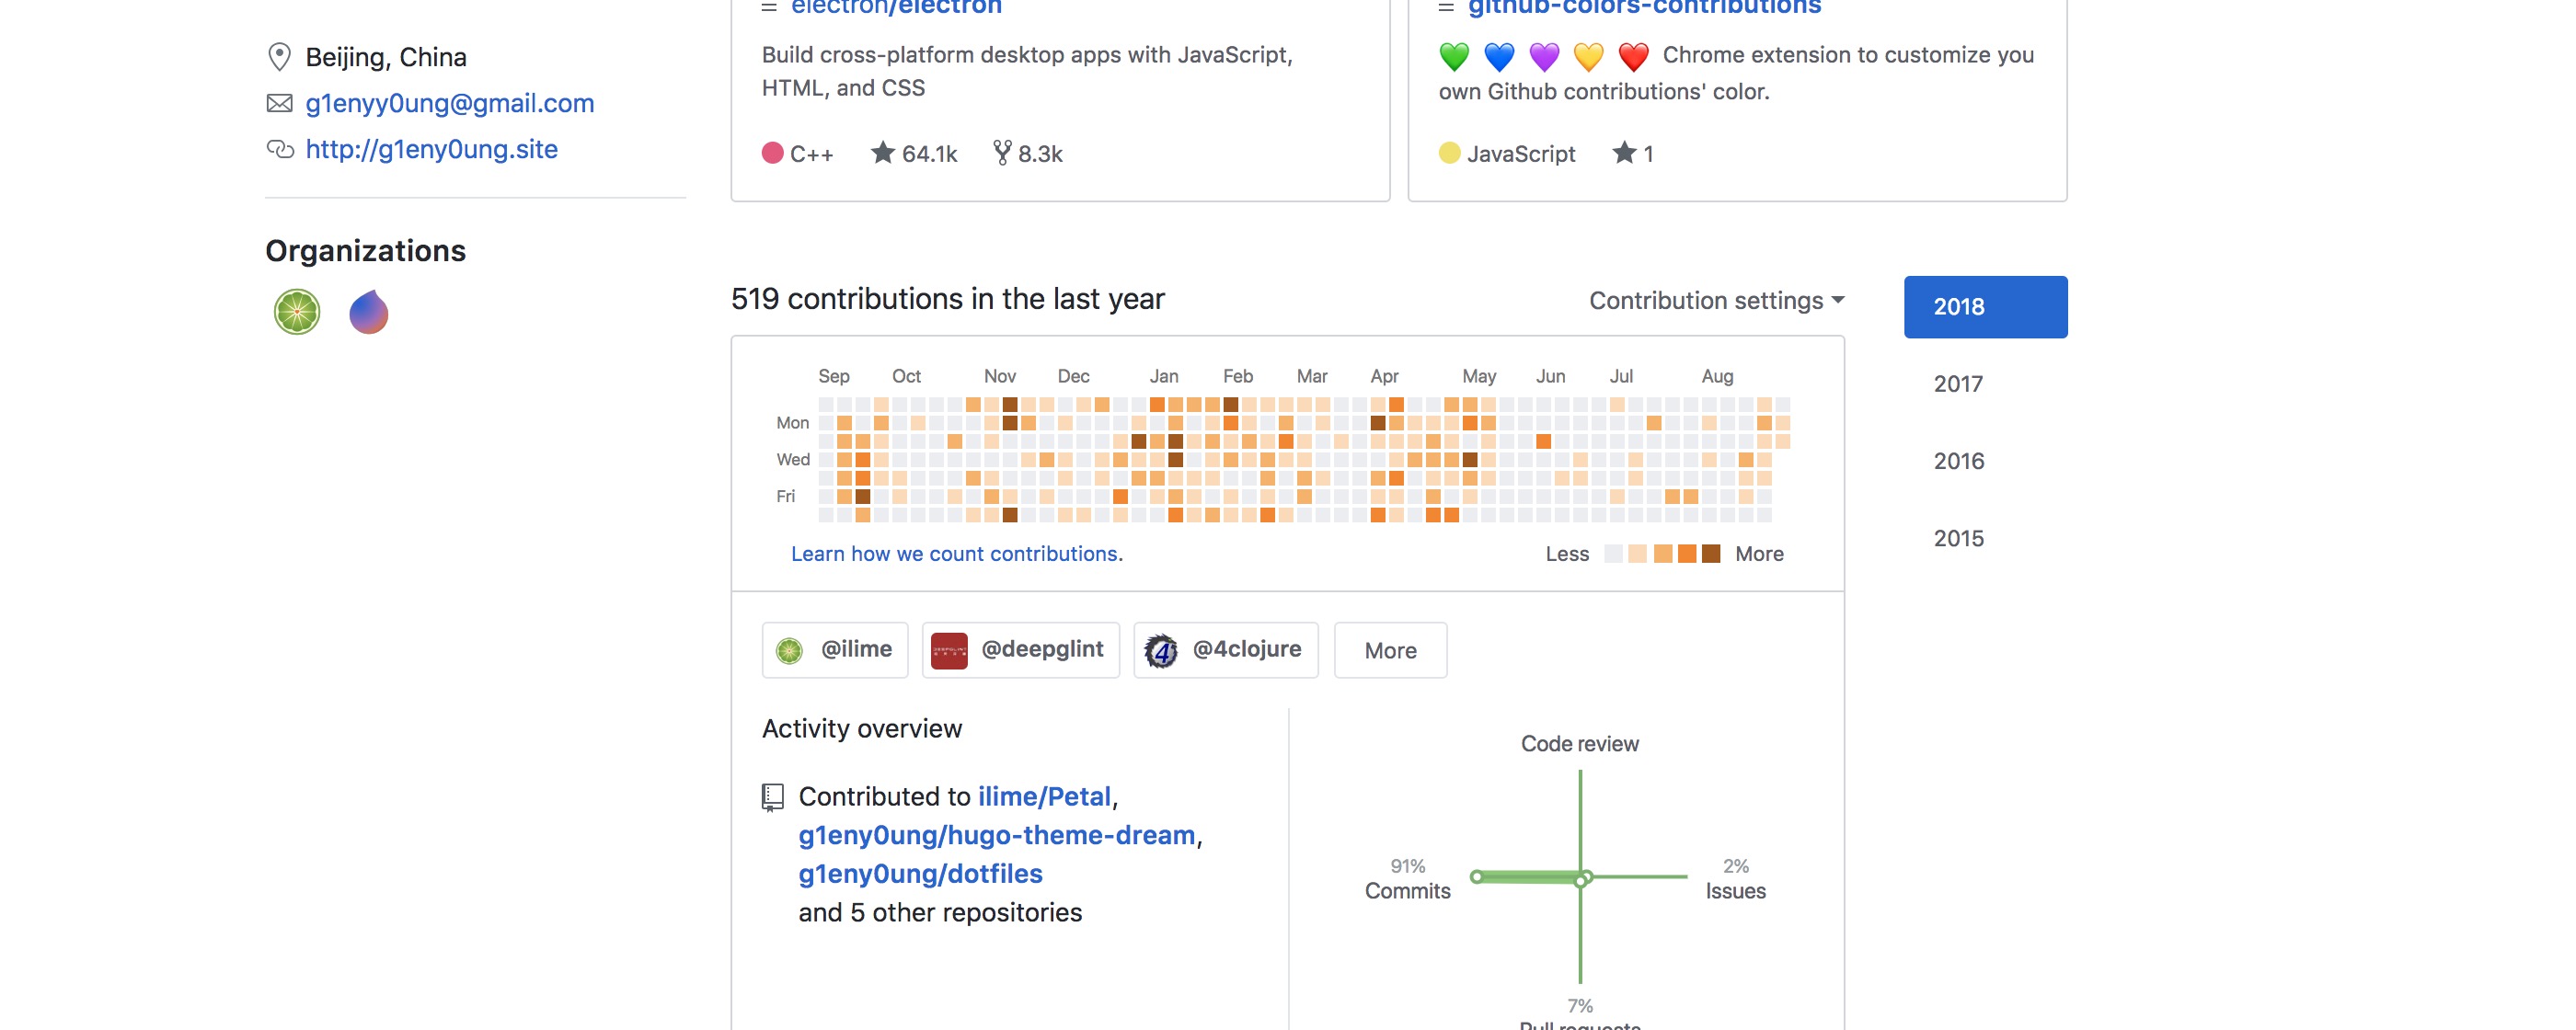 electron/electron
github-colors-contributions
Beijing, China
g1enyy0ung@gmail.com
http://g1eny0ung.site
Build cross-platform desktop apps with JavaScript,
HTML, and CSS
C++ 64.1k 8.3k
Chrome extension to customize you
own Github contributions' color.
JavaScript 1
Organizations
519 contributions in the last year
Contribution settings
2018
2017
2016
2015
Sep Oct Nov Dec Jan Feb Mar Apr May Jun Jul Aug
Mon
Wed
Fri
Learn how we count contributions.
Less More
@ilime
@deepglint
4 @4clojure
More
Activity overview
Contributed to ilime/Petal,
g1eny0ung/hugo-theme-dream,
g1eny0ung/dotfiles
and 5 other repositories
Code review
91%
Commits
2%
Issues
7%
Pull requests